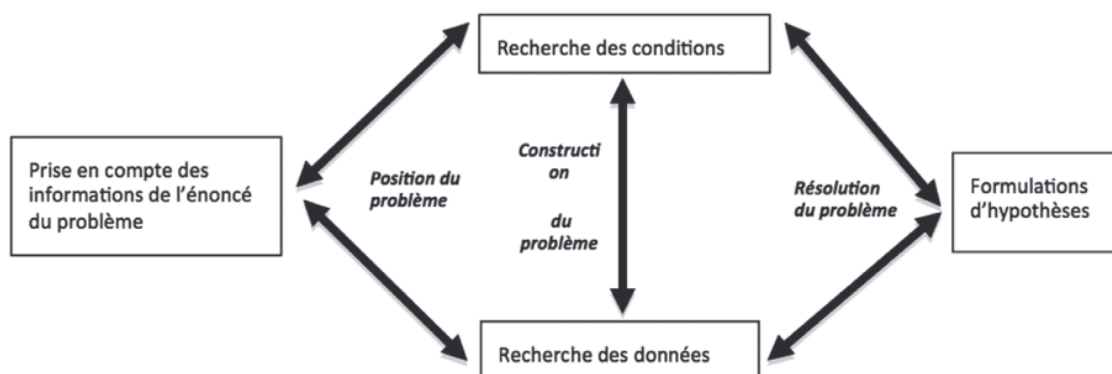 Recherche des conditions
Prise en compte des
informations de l'énoncé
du problème
Position du
problème
Constructi
on
du
problème
Résolution
du problème
Formulations
d'hypothèses
Recherche des données